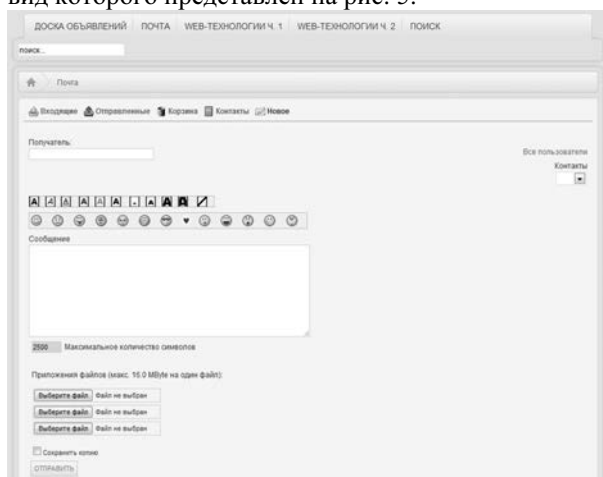 вид которого представлен на рис. 5.
ДОСКА ОБЪЯВЛЕНИЙ ПОЧТА WEB-ТЕХНОЛОГИИ Ч. 1 WEB-ТЕХНОЛОГИИ Ч. 2 ПОИСК
поиск...
Почта
Входящие Отправленные Корзина Контакты Новое
Получатель:
Все пользователи
Контакты
A A A A A A A A
Сообщение
2500 Максимальное количество символов
Приложения файлов (макс. 16.0 MByte на один файл):
Выберите файл Файл не выбран
Выберите файл Файл не выбран
Выберите файл Файл не выбран
Сохранить копию
ОТПРАВИТЬ